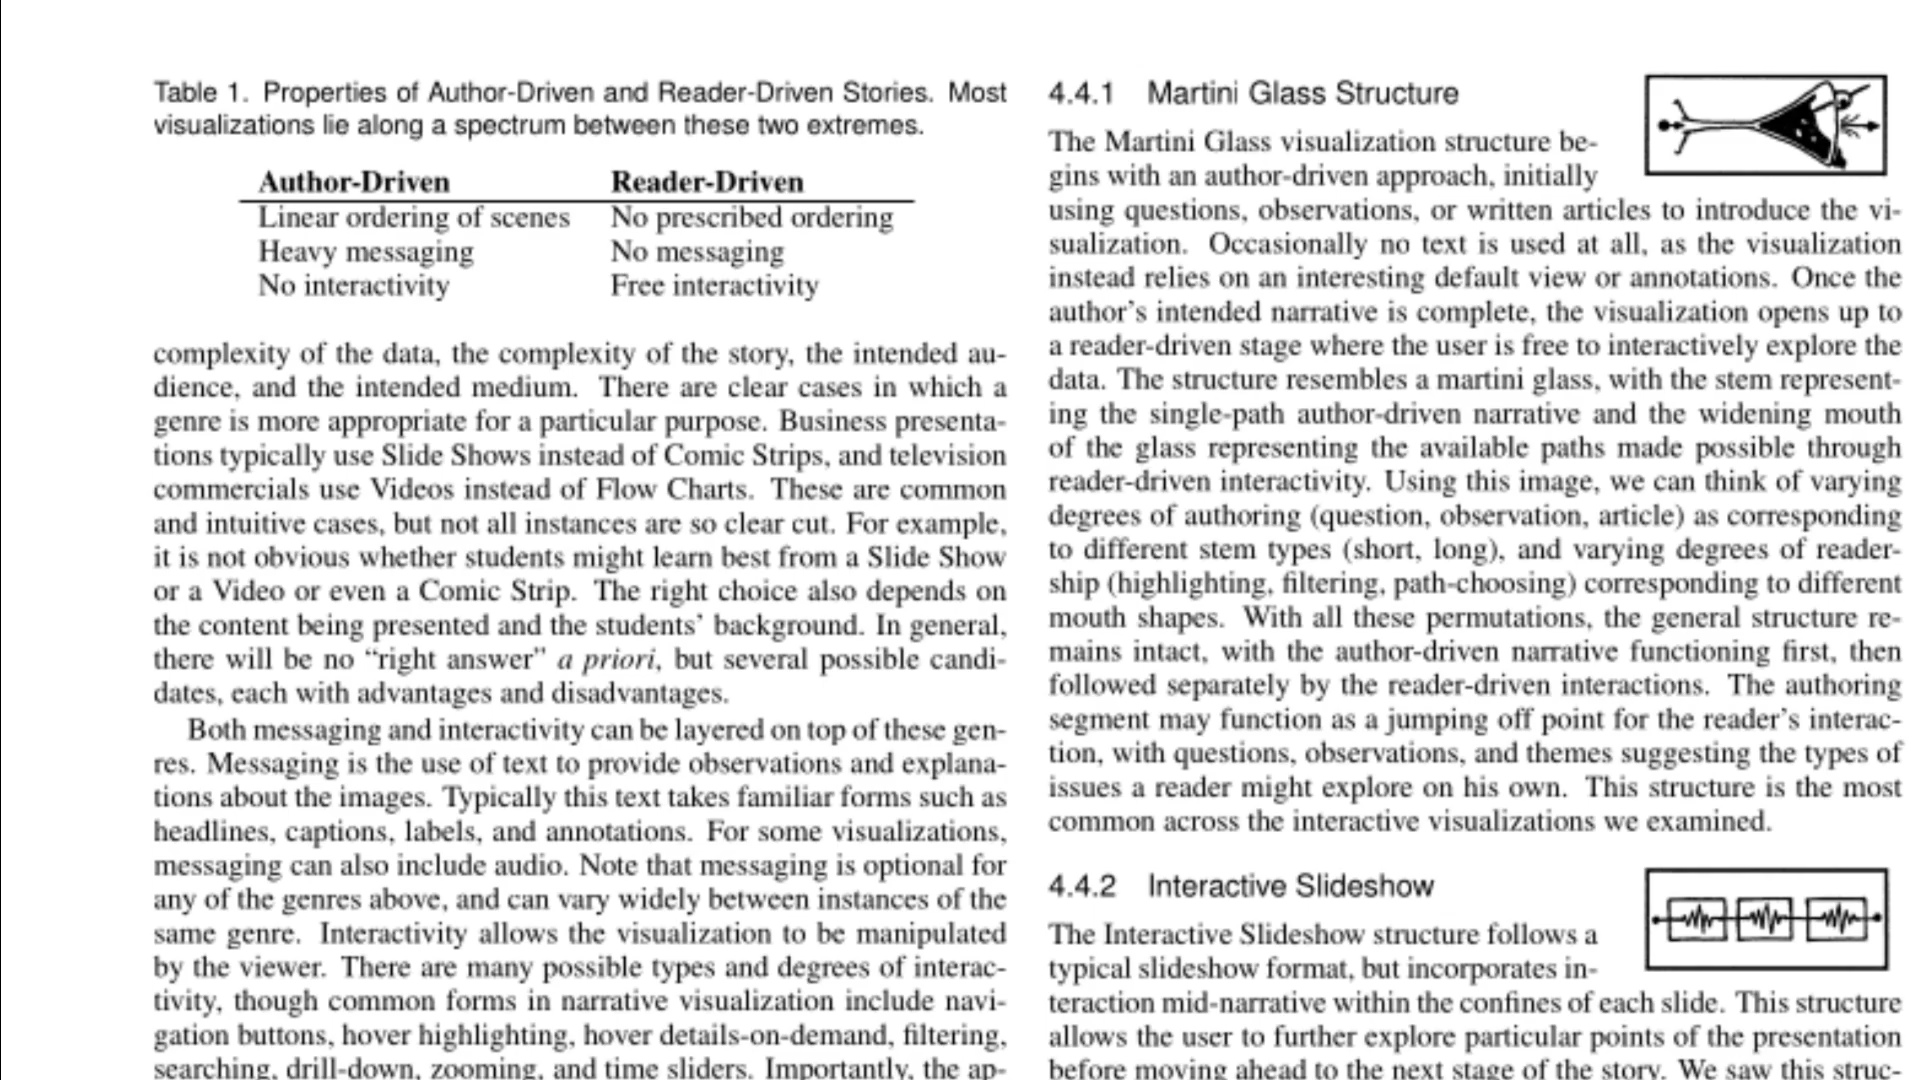 Table 1. Properties of Author-Driven and Reader-Driven Stories. Most
visualizations lie along a spectrum between these two extremes.
Author-Driven Reader-Driven
Linear ordering of scenes No prescribed ordering
Heavy messaging No messaging
No interactivity Free interactivity
complexity of the data, the complexity of the story, the intended au-
dience, and the intended medium. There are clear cases in which a
genre is more appropriate for a particular purpose. Business presenta-
tions typically use Slide Shows instead of Comic Strips, and television
commercials use Videos instead of Flow Charts. These are common
and intuitive cases, but not all instances are so clear cut. For example,
it is not obvious whether students might learn best from a Slide Show
or a Video or even a Comic Strip. The right choice also depends on
the content being presented and the students' background. In general,
there will be no “right answer” a priori, but several possible candi-
dates, each with advantages and disadvantages.
Both messaging and interactivity can be layered on top of these gen-
res. Messaging is the use of text to provide observations and explana-
tions about the images. Typically this text takes familiar forms such as
headlines, captions, labels, and annotations. For some visualizations,
messaging can also include audio. Note that messaging is optional for
any of the genres above, and can vary widely between instances of the
same genre. Interactivity allows the visualization to be manipulated
by the viewer. There are many possible types and degrees of interac-
tivity, though common forms in narrative visualization include navi-
gation buttons, hover highlighting, hover details-on-demand, filtering,
searching, drill-down, zooming, and time sliders. Importantly, the ap-
4.4.1 Martini Glass Structure
The Martini Glass visualization structure be-
gins with an author-driven approach, initially
using questions, observations, or written articles to introduce the vi-
sualization. Occasionally no text is used at all, as the visualization
instead relies on an interesting default view or annotations. Once the
author's intended narrative is complete, the visualization opens up to
a reader-driven stage where the user is free to interactively explore the
data. The structure resembles a martini glass, with the stem represent-
ing the single-path author-driven narrative and the widening mouth
of the glass representing the available paths made possible through
reader-driven interactivity. Using this image, we can think of varying
degrees of authoring (question, observation, article) as corresponding
to different stem types (short, long), and varying degrees of reader-
ship (highlighting, filtering, path-choosing) corresponding to different
mouth shapes. With all these permutations, the general structure re-
mains intact, with the author-driven narrative functioning first, then
followed separately by the reader-driven interactions. The authoring
segment may function as a jumping off point for the reader's interac-
tion, with questions, observations, and themes suggesting the types of
issues a reader might explore on his own. This structure is the most
common across the interactive visualizations we examined.
4.4.2 Interactive Slideshow
The Interactive Slideshow structure follows a
typical slideshow format, but incorporates in-
teraction mid-narrative within the confines of each slide. This structure
allows the user to further explore particular points of the presentation
before moving ahead to the next stage of the story. We saw this struc-